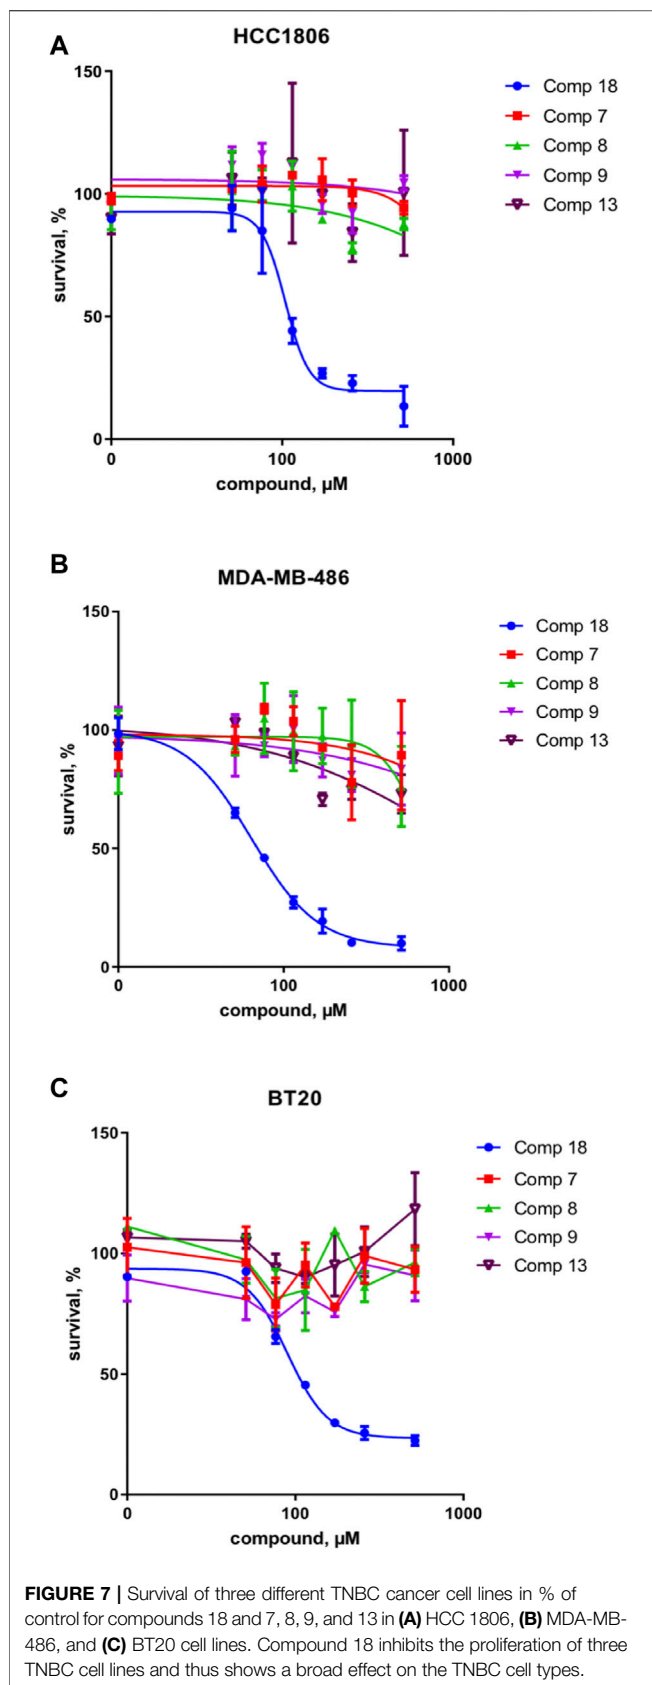 A
HCC1806
150
100
50
0
survival, %
0
100
1000
compound, µM
Comp 18
Comp 7
Comp 8
Comp 9
Comp 13
B
MDA-MB-486
150
100
50
0
survival, %
0
100
1000
compound, µM
Comp 18
Comp 7
Comp 8
Comp 9
Comp 13
C
BT20
150
100
50
0
survival, %
0
100
1000
compound, µM
Comp 18
Comp 7
Comp 8
Comp 9
Comp 13
FIGURE 7 | Survival of three different TNBC cancer cell lines in % of
control for compounds 18 and 7, 8, 9, and 13 in (A) HCC 1806, (B) MDA-MB-
486, and (C) BT20 cell lines. Compound 18 inhibits the proliferation of three
TNBC cell lines and thus shows a broad effect on the TNBC cell types.